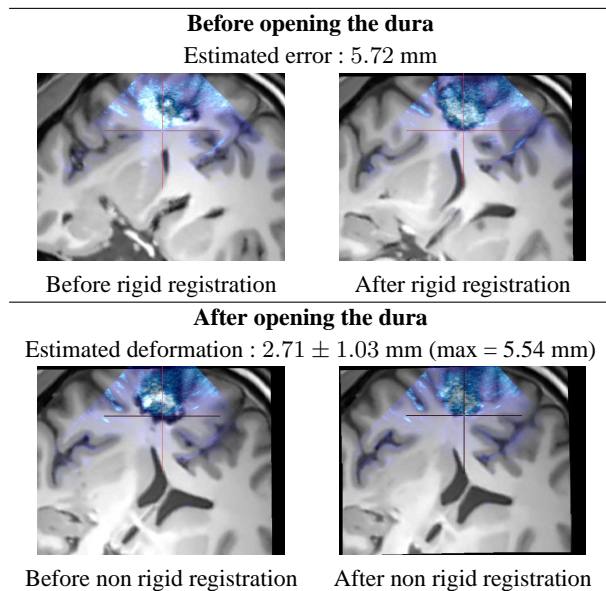 Before opening the dura
Estimated error : 5.72 mm
Before rigid registration After rigid registration
After opening the dura
Estimated deformation : 2.71 ± 1.03 mm (max = 5.54 mm)
Before non rigid registration After non rigid registration